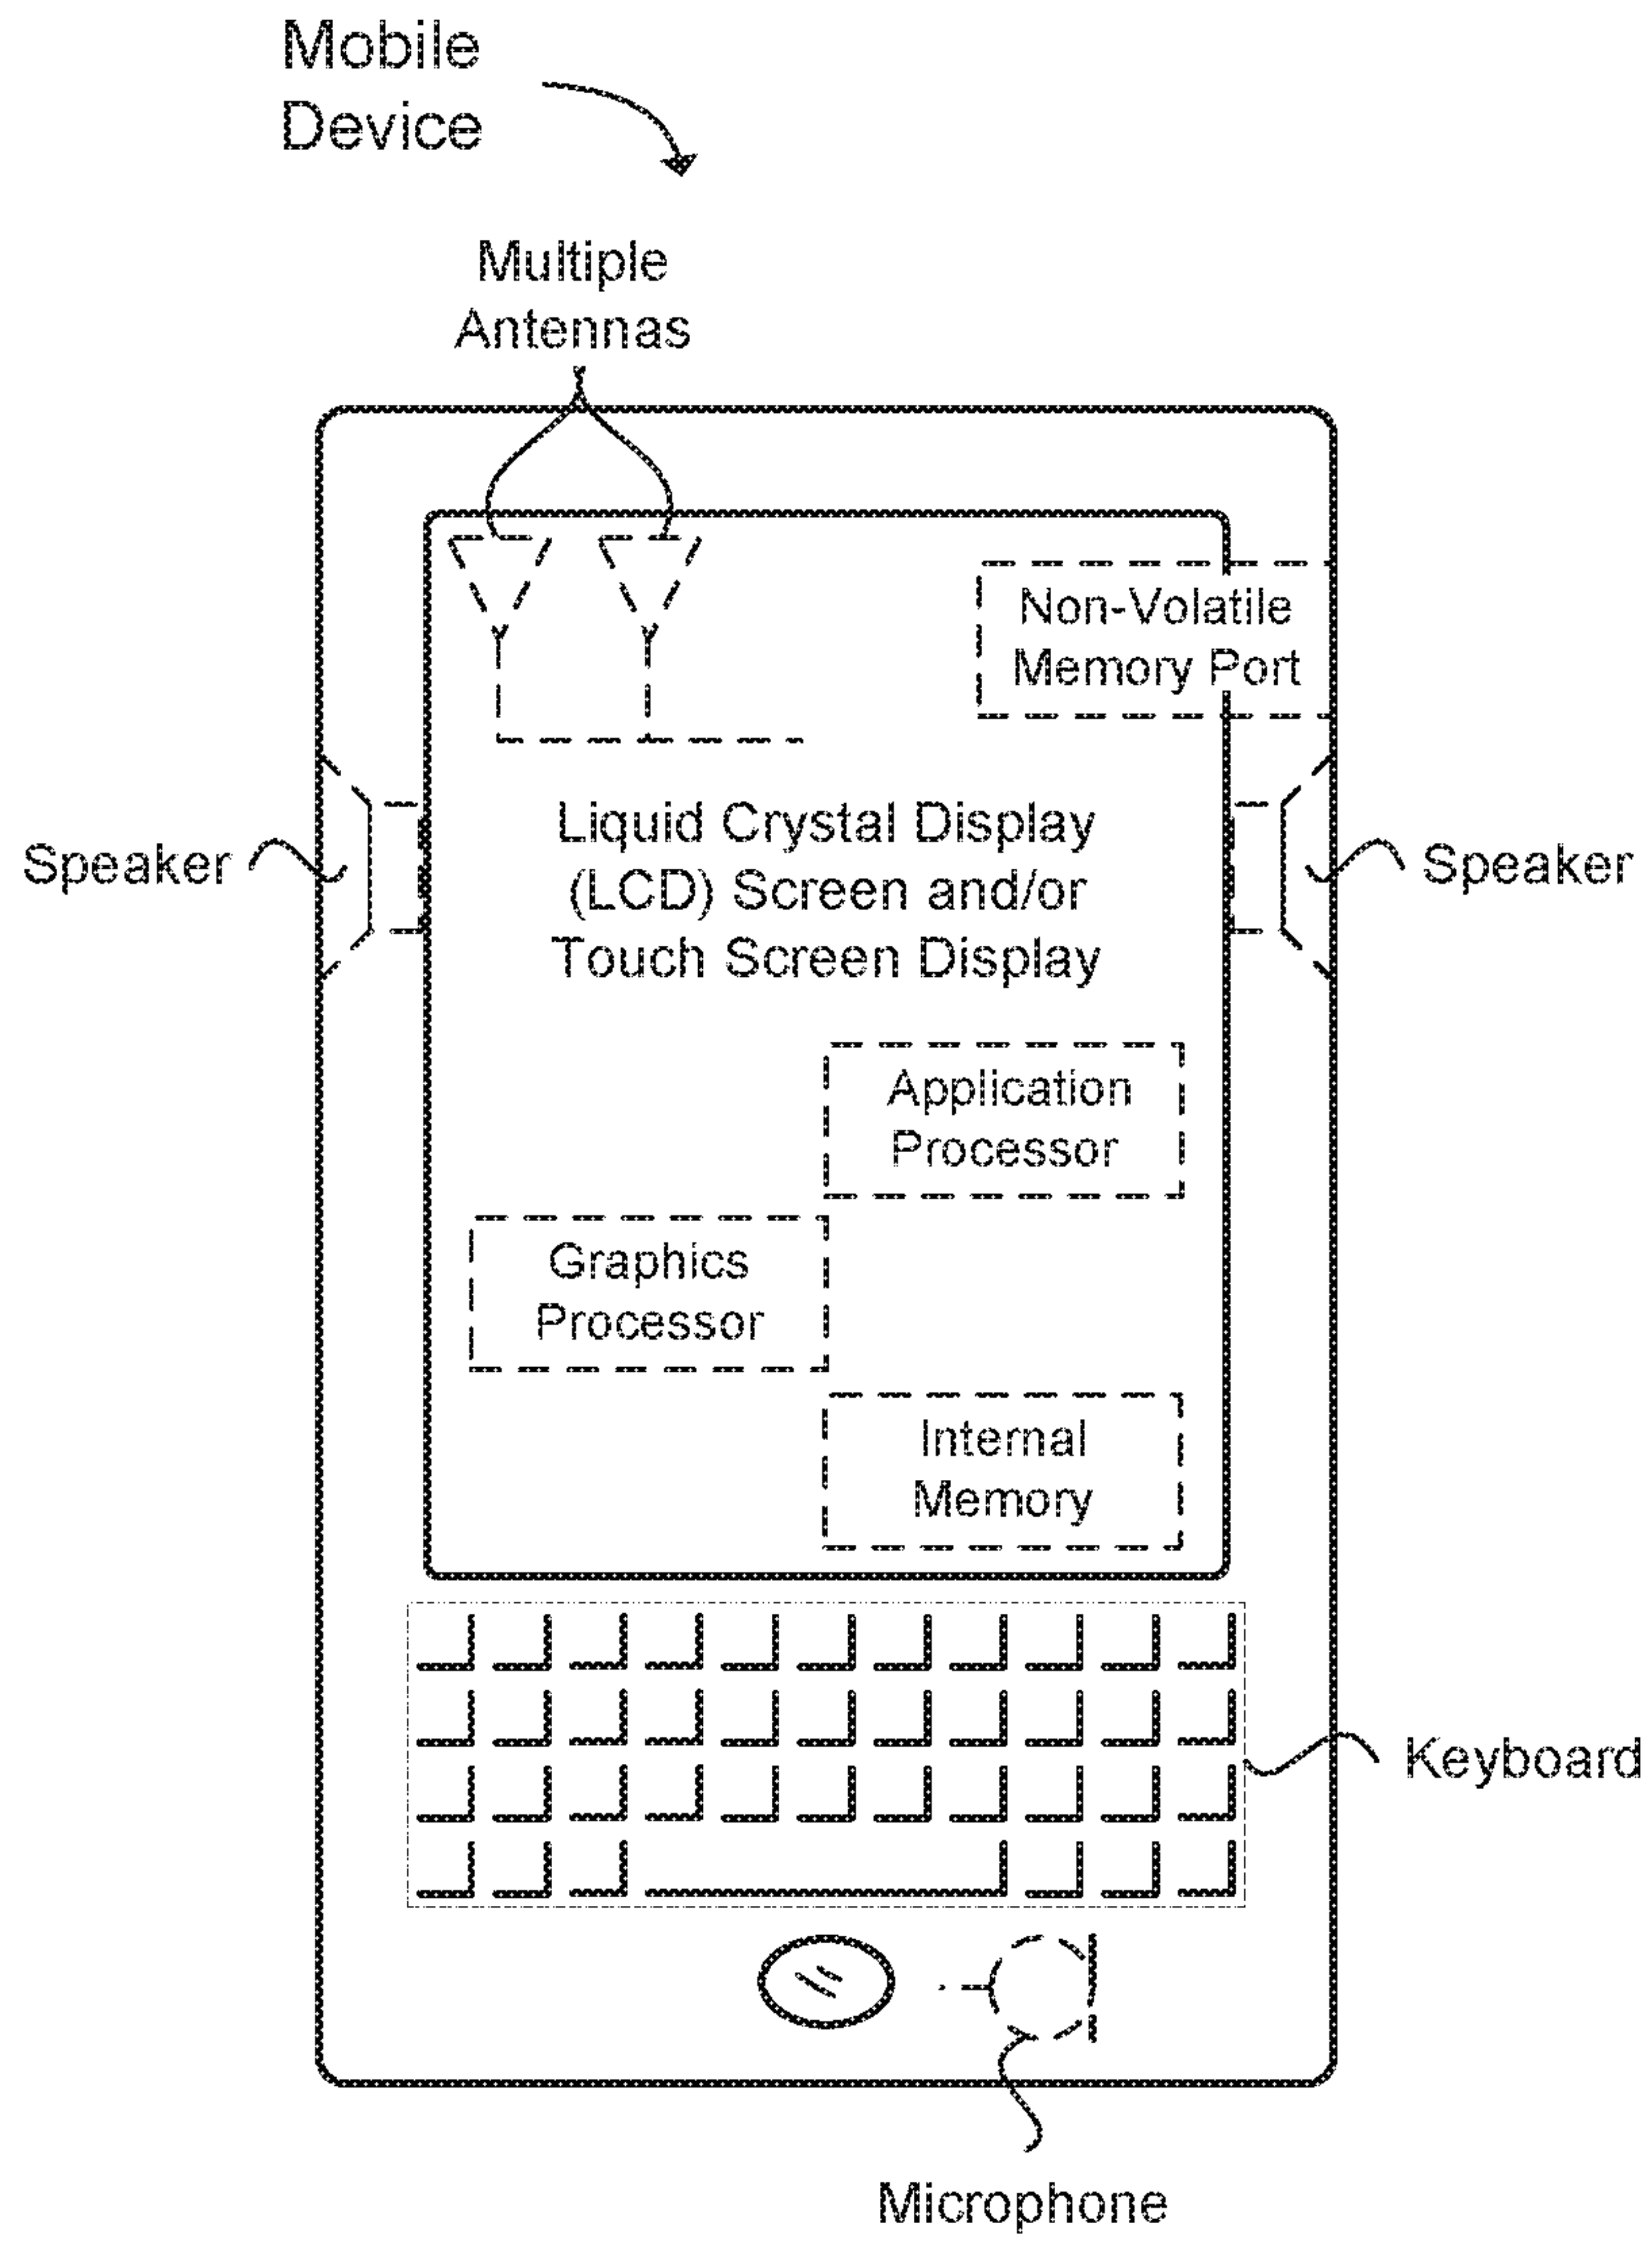 Mobile
Device
Multiple
Antennas
Non-Volatile
Memory Port
Speaker
Liquid Crystal Display
(LCD) Screen and/or
Touch Screen Display
Speaker
Application
Processor
Graphics
Processor
Internal
Memory
Keyboard
Microphone